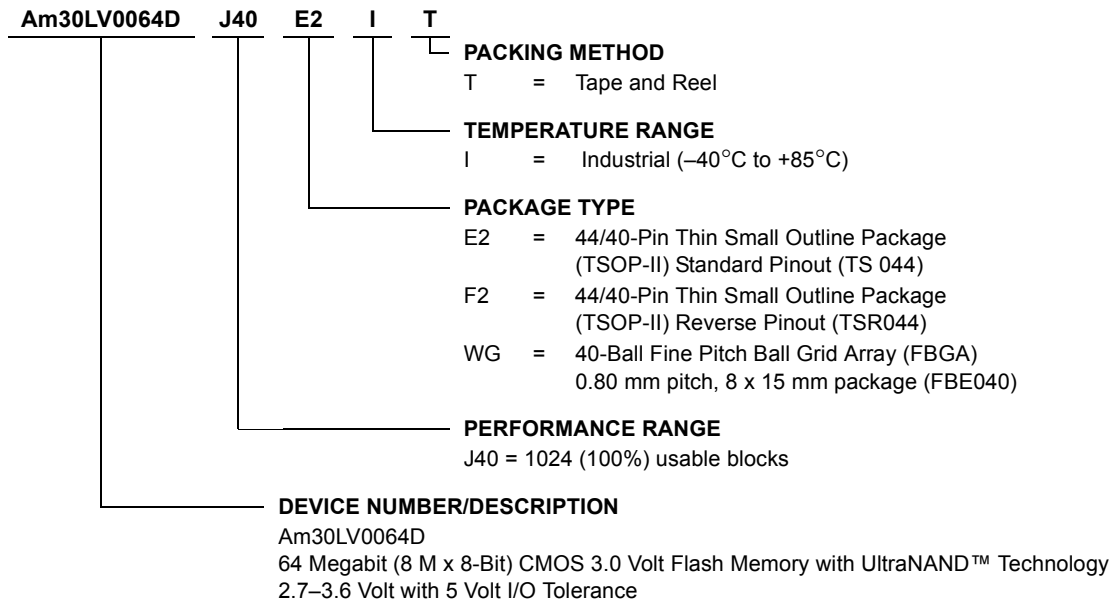 Am30LV0064D J40 E2 I T
PACKING METHOD
T = Tape and Reel
TEMPERATURE RANGE
I = Industrial (–40°C to +85°C)
PACKAGE TYPE
E2 = 44/40-Pin Thin Small Outline Package
(TSOP-II) Standard Pinout (TS 044)
F2 = 44/40-Pin Thin Small Outline Package
(TSOP-II) Reverse Pinout (TSR044)
WG = 40-Ball Fine Pitch Ball Grid Array (FBGA)
0.80 mm pitch, 8 x 15 mm package (FBE040)
PERFORMANCE RANGE
J40 = 1024 (100%) usable blocks
DEVICE NUMBER/DESCRIPTION
Am30LV0064D
64 Megabit (8 M x 8-Bit) CMOS 3.0 Volt Flash Memory with UltraNAND™ Technology
2.7–3.6 Volt with 5 Volt I/O Tolerance